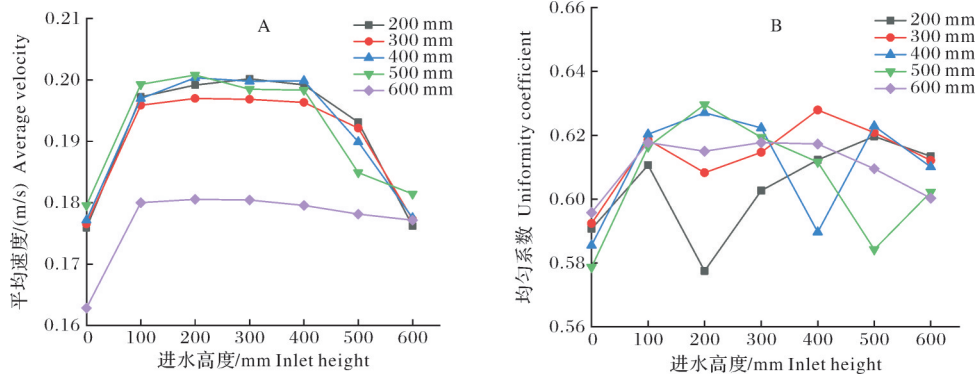 A
200 mm
300 mm
400 mm
500 mm
600 mm
0.21
0.20
0.19
0.18
0.17
0.16
平均速度/(m/s) Average velocity
0 100 200 300 400 500 600
进水高度/mm Inlet height
B
200 mm
300 mm
400 mm
500 mm
600 mm
0.66
0.64
0.62
0.60
0.58
0.56
均匀系数 Uniformity coefficient
0 100 200 300 400 500 600
进水高度/mm Inlet height